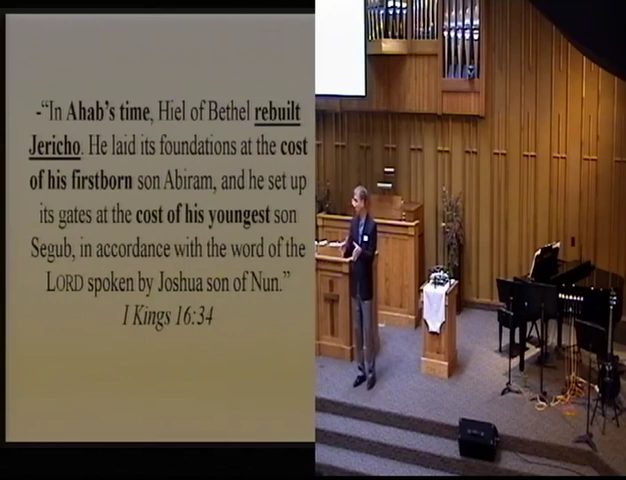 -“In Ahab’s time, Hiel of Bethel rebuilt
Jericho. He laid its foundations at the cost
of his firstborn son Abiram, and he set up
its gates at the cost of his youngest son
Segub, in accordance with the word of the
LORD spoken by Joshua son of Nun.”
I Kings 16:34